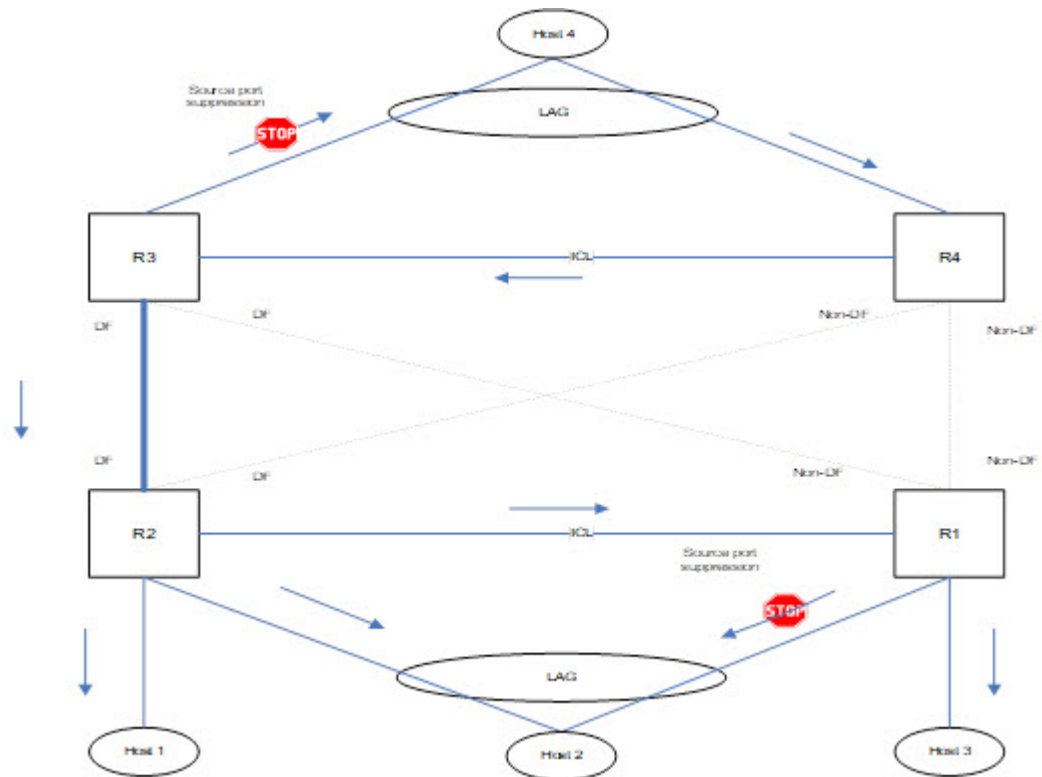 Host 4
Source port
suppression
LAG
STOP
R3
ICL
R4
DF
DF
Non-DF
Non-DF
DF
DF
Non-DF
Non-DF
R2
ICL
R1
Source port
suppression
STOP
LAG
Host 1
Host 2
Host 3